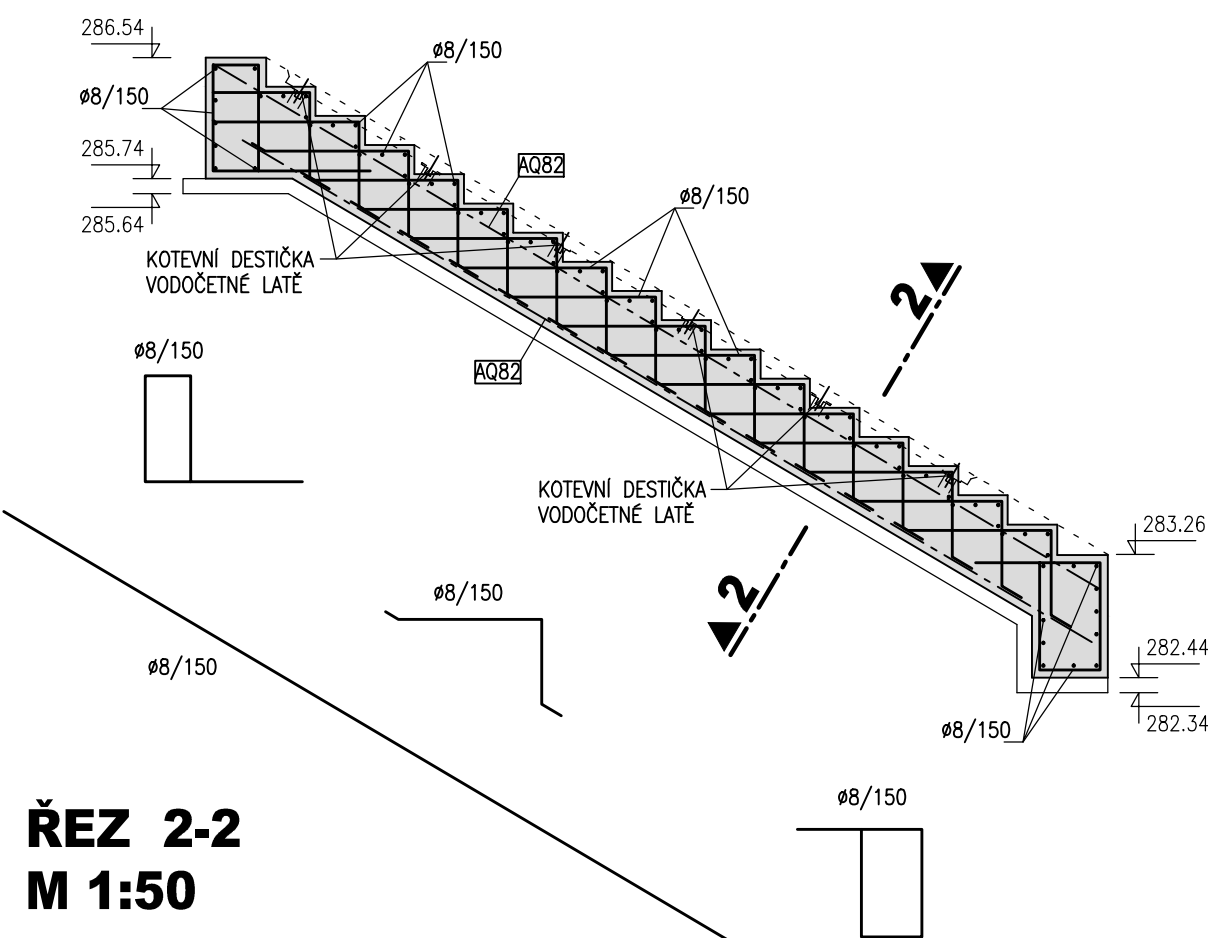 286.54
ø8/150
ø8/150
285.74
AQ82
ø8/150
285.64
KOTEVNÍ DESTIČKA
VODOČETNÉ LATĚ
2
ø8/150
AQ82
KOTEVNÍ DESTIČKA
VODOČETNÉ LATĚ
283.26
2
ø8/150
ø8/150
282.44
282.34
ø8/150
ø8/150
ŘEZ 2-2
M 1:50